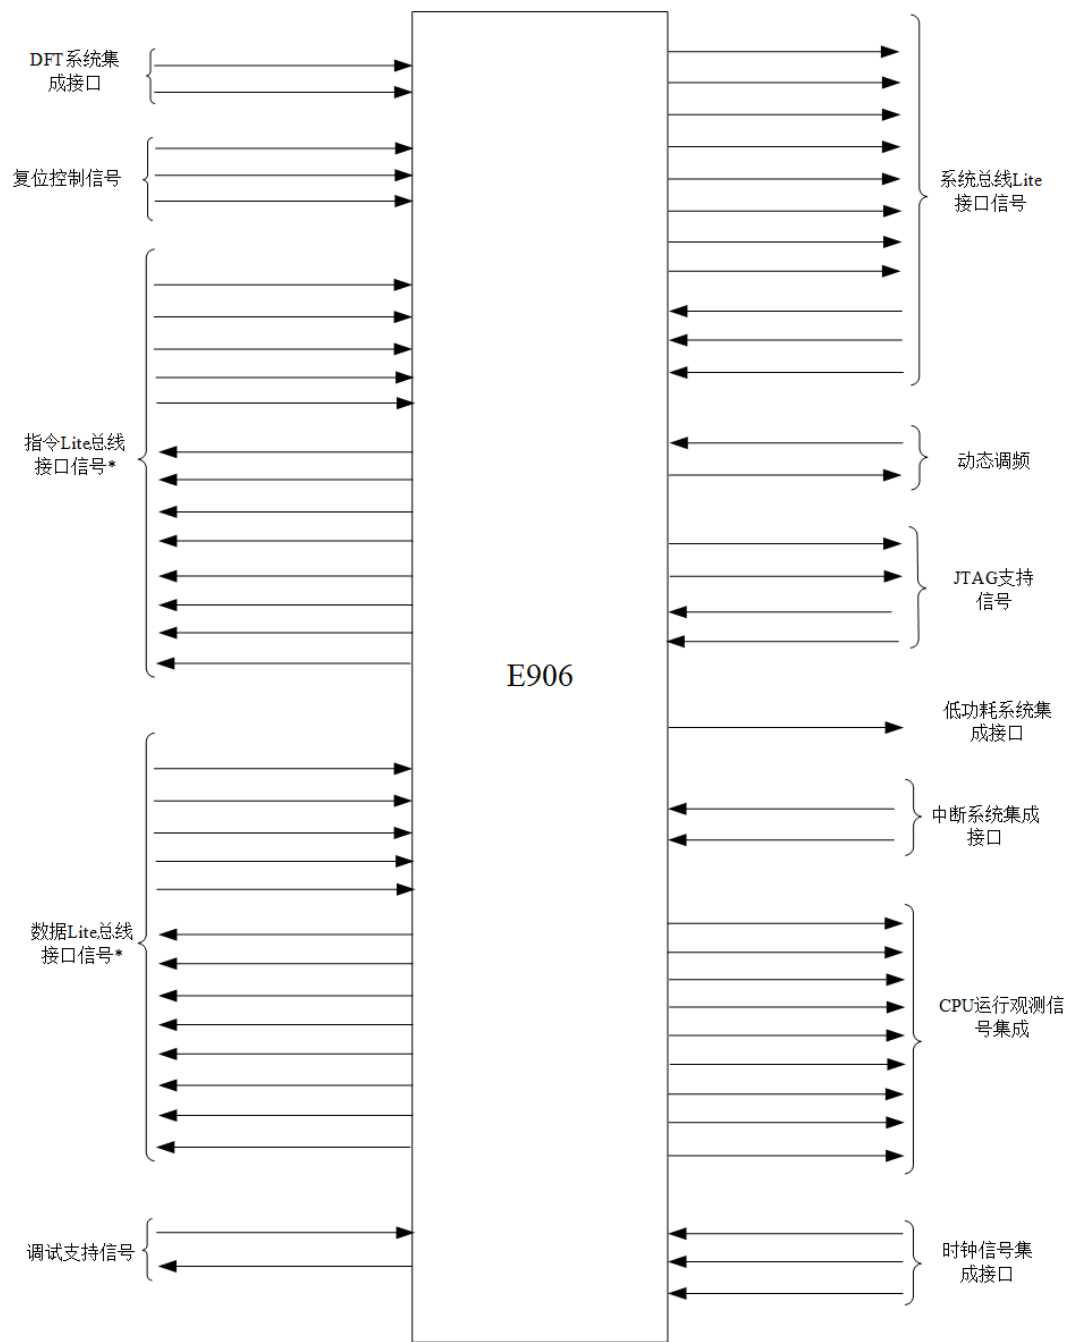 DFT系统集
成接口
复位控制信号
指令Lite总线
接口信号*
数据Lite总线
接口信号*
调试支持信号
E906
系统总线Lite
接口信号
动态调频
JTAG支持
信号
低功耗系统集
成接口
中断系统集成
接口
CPU运行观测信
号集成
时钟信号集
成接口